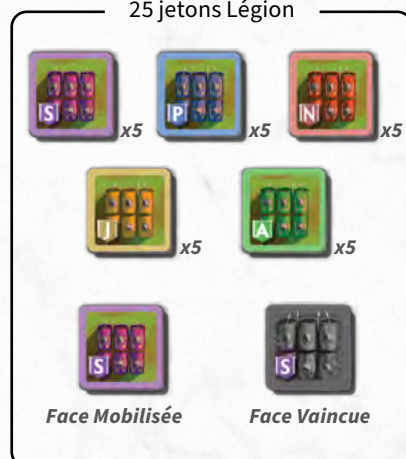 25 jetons Légion
S x5 P x5 N x5
J x5 A x5
S S
Face Mobilisée Face Vaincue